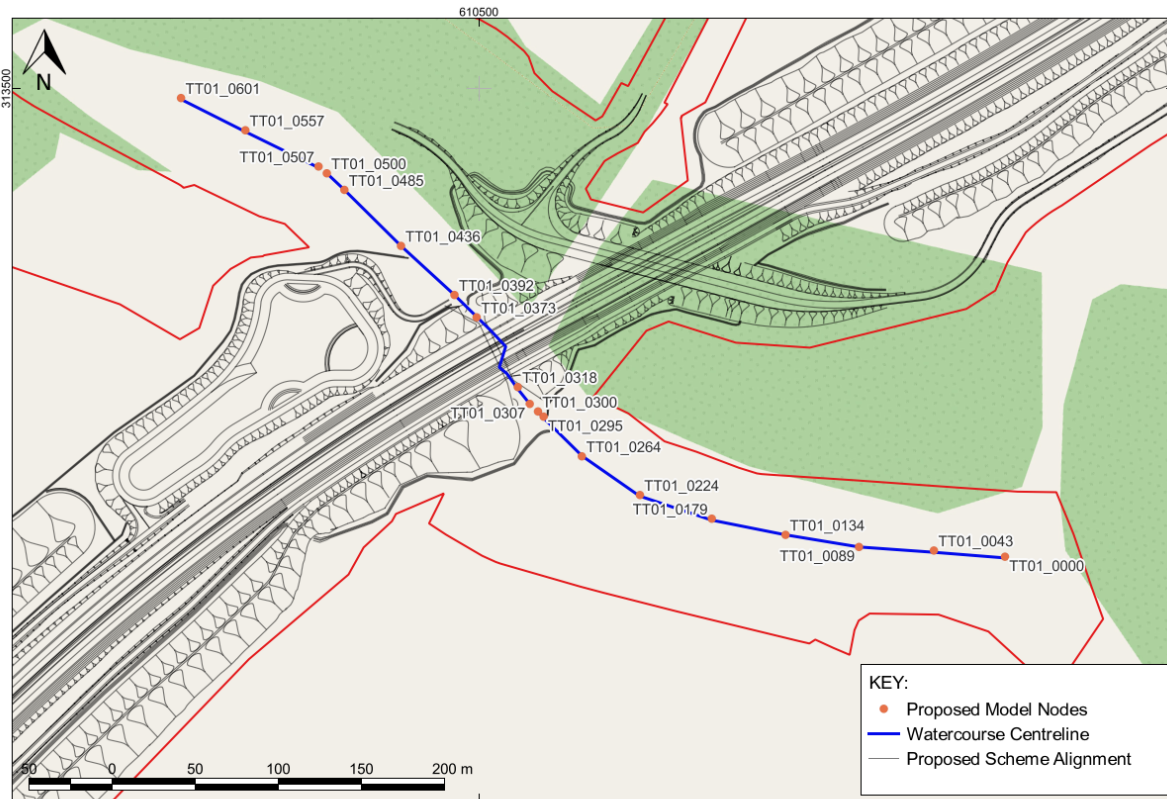 610500
313500
N
TT01_0601
TT01_0557
TT01_0507
TT01_0500
TT01_0485
TT01_0436
TT01_0392
TT01_0373
TT01_0318
TT01_0300
TT01_0307
TT01_0295
TT01_0264
TT01_0224
TT01_0179
TT01_0134
TT01_0089
TT01_0043
TT01_0000
KEY:
Proposed Model Nodes
Watercourse Centreline
Proposed Scheme Alignment
50 0 50 100 150 200 m